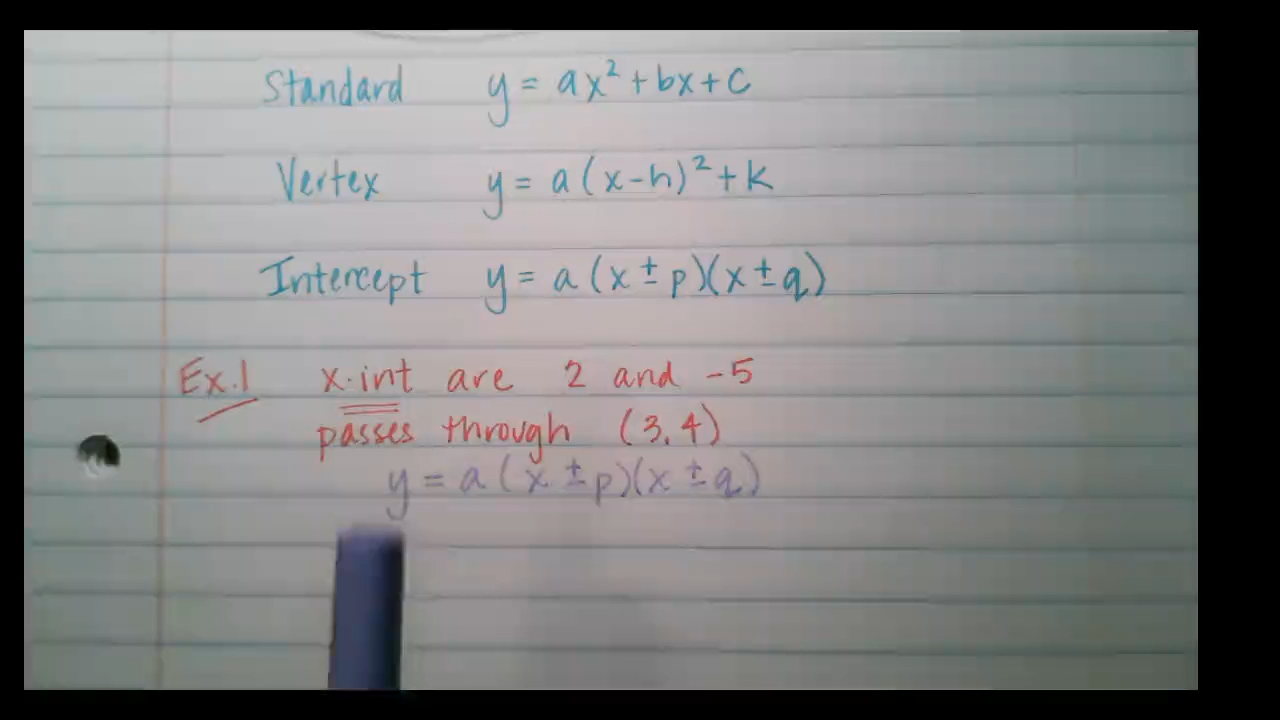 Standard y = ax² + bx + c
Vertex y = a(x-h)² + k
Intercept y = a(x ± p)(x ± q)
Ex.1 x-int are 2 and -5
passes through (3,4)
y = a(x ± p)(x ± q)